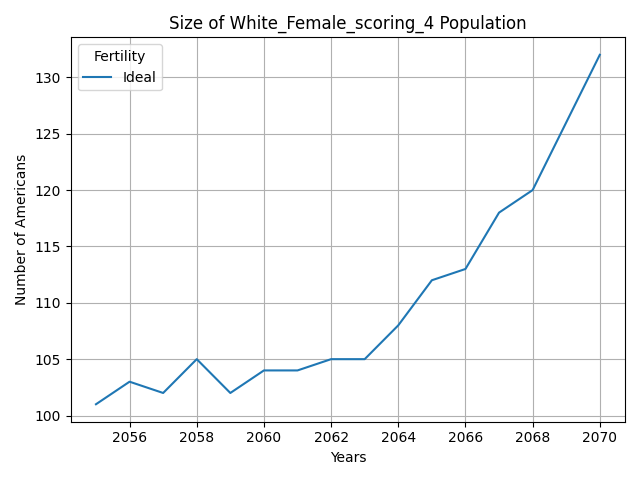 Size of White_Female_scoring_4 Population
Fertility
Ideal
Number of Americans
130
125
120
115
110
105
100
2056 2058 2060 2062 2064 2066 2068 2070
Years